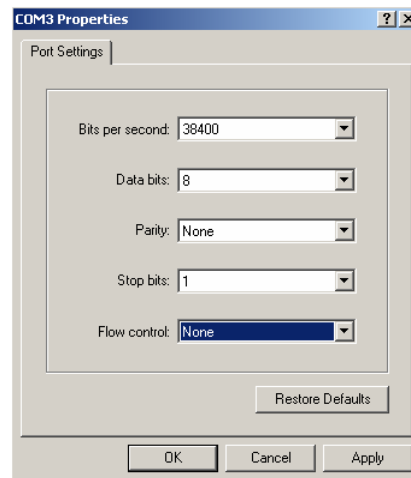 COM3 Properties
Port Settings
Bits per second: 38400
Data bits: 8
Parity: None
Stop bits: 1
Flow control: None
Restore Defaults
OK Cancel Apply